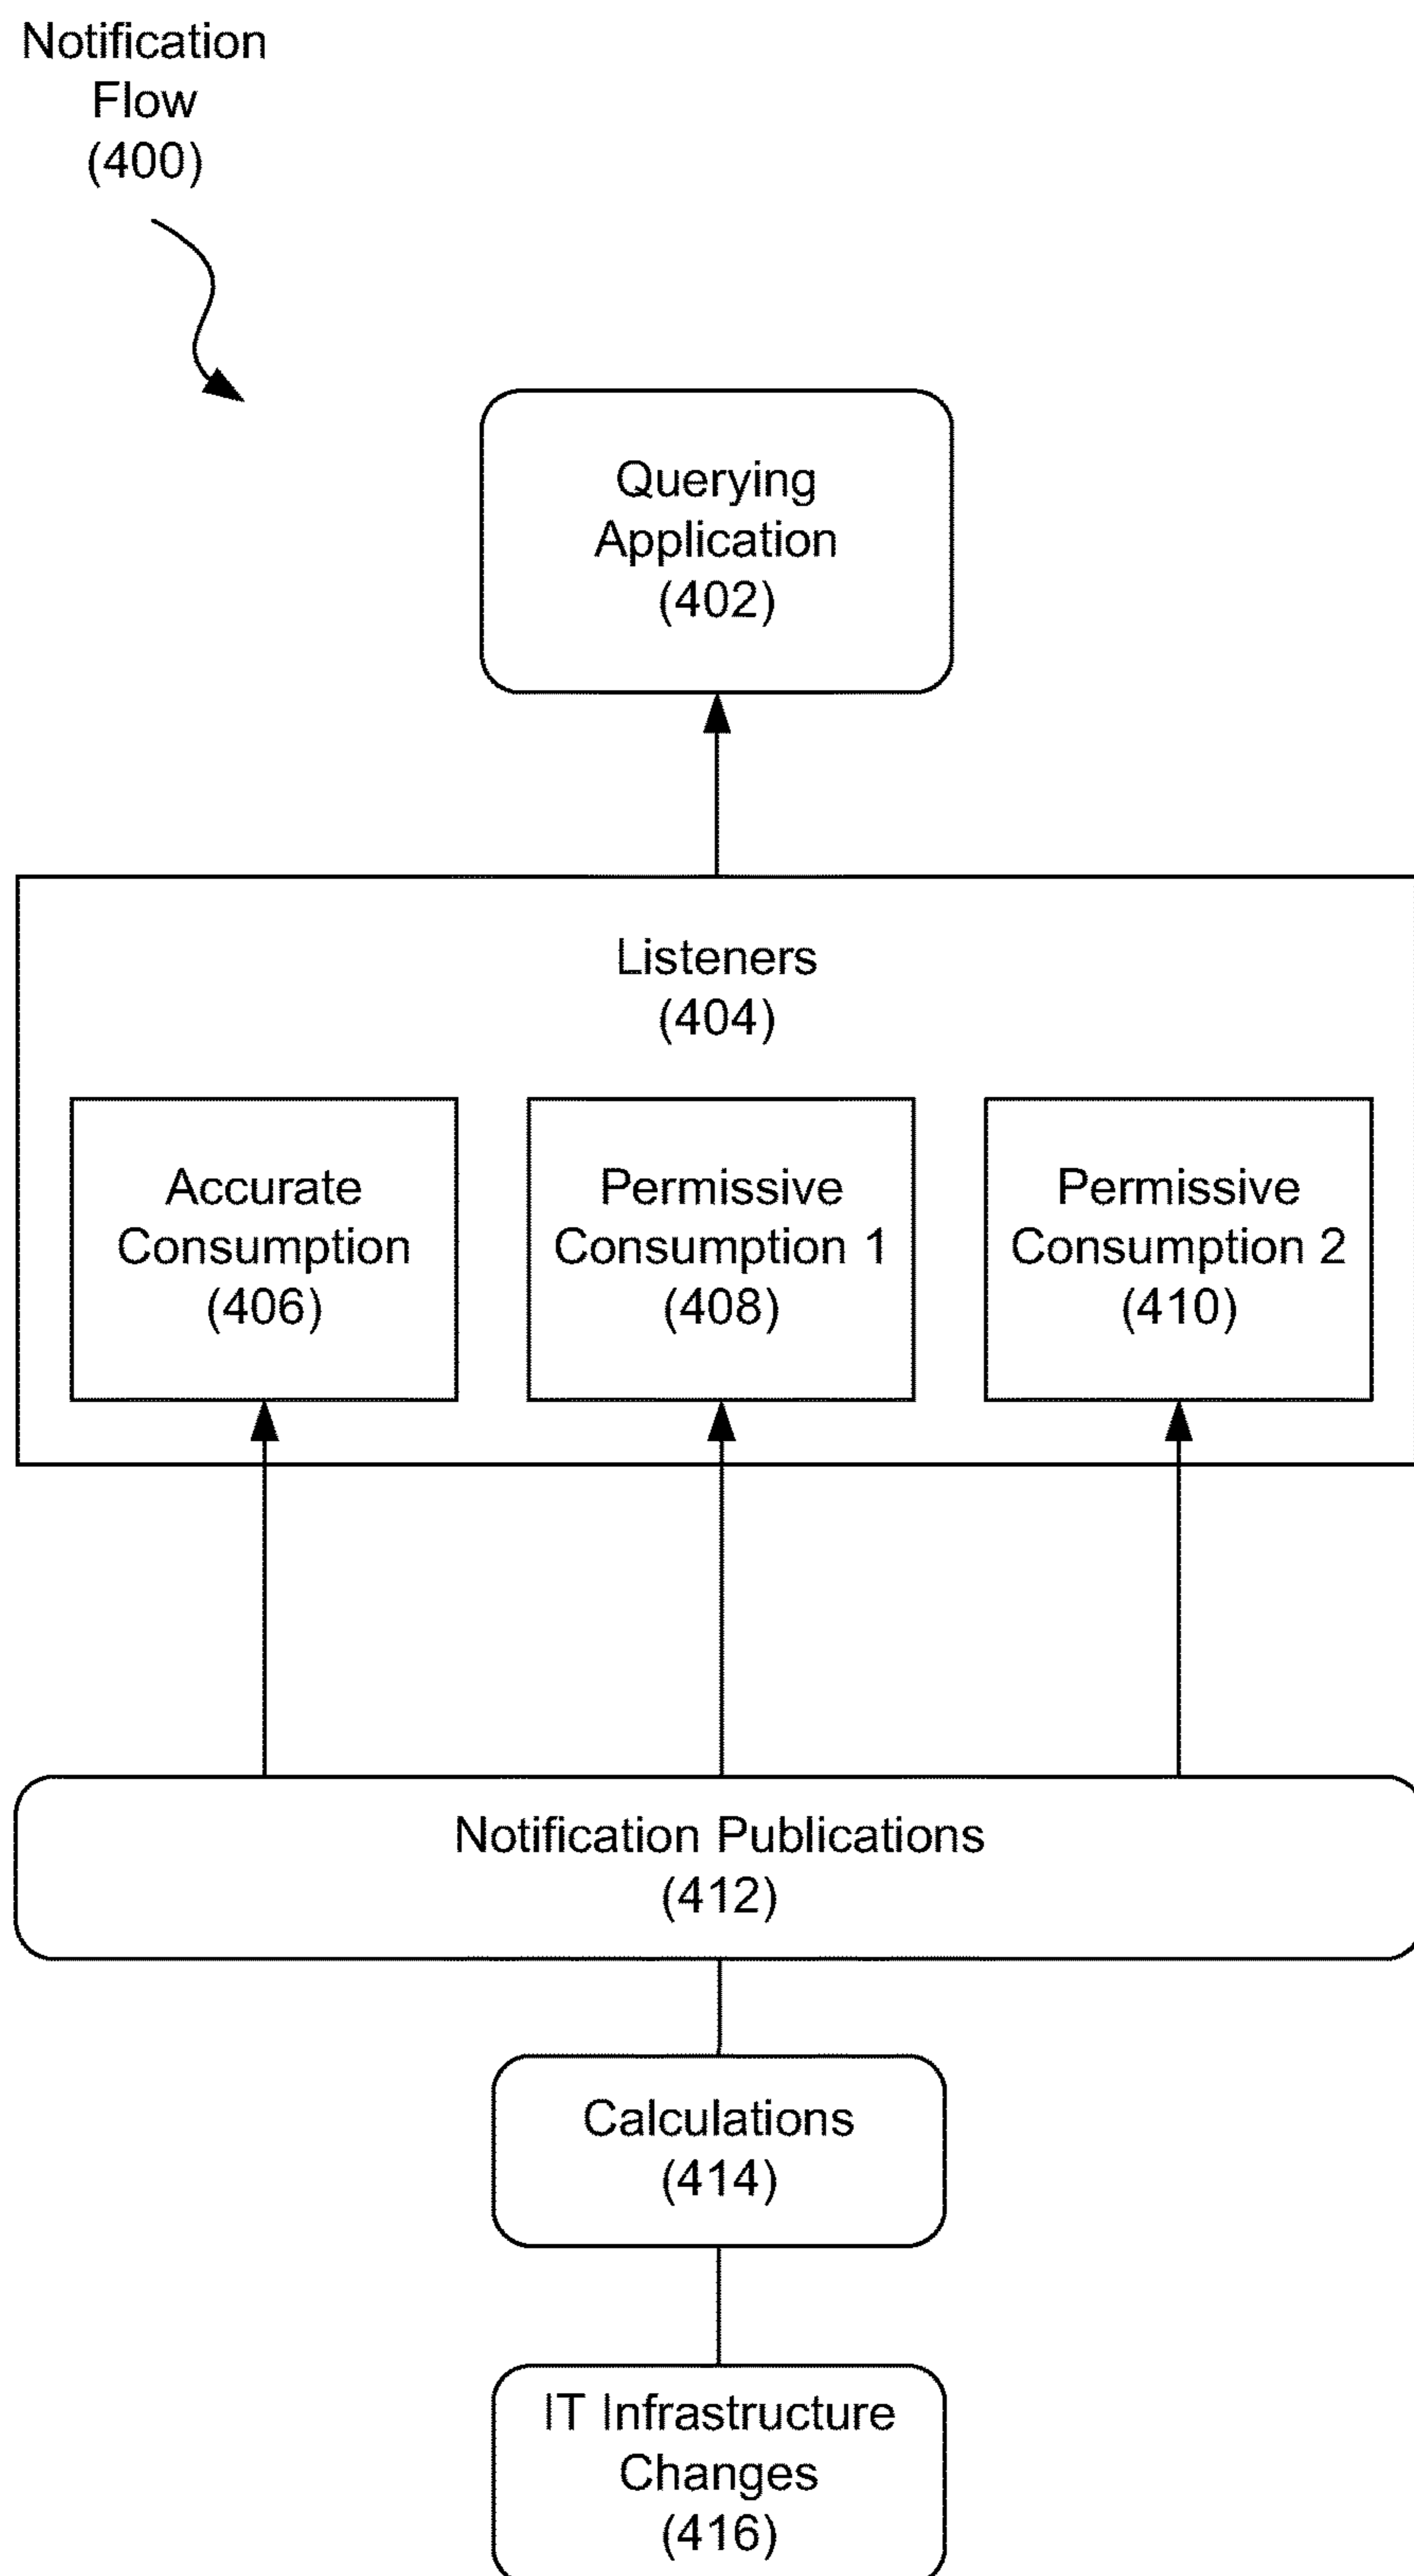 Notification
Flow
(400)
Querying
Application
(402)
Listeners
(404)
Accurate
Consumption
(406)
Permissive
Consumption 1
(408)
Permissive
Consumption 2
(410)
Notification Publications
(412)
Calculations
(414)
IT Infrastructure
Changes
(416)